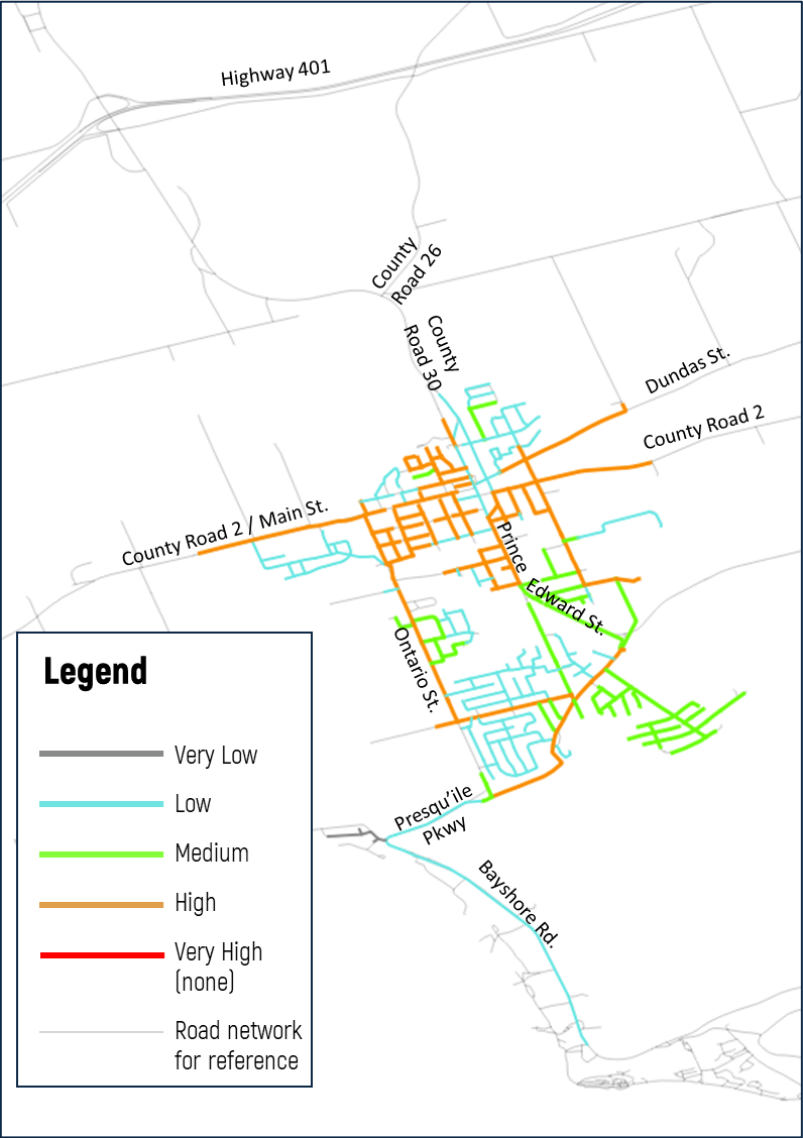 Highway 401
County
Road 26
County
Road 30
Dundas St.
County Road 2
County Road 2 / Main St.
Prince
Edward St.
Ontario St.
Presqu'ile
Pkwy
Bayshore Rd.
Legend
Very Low
Low
Medium
High
Very High
(none)
Road network
for reference